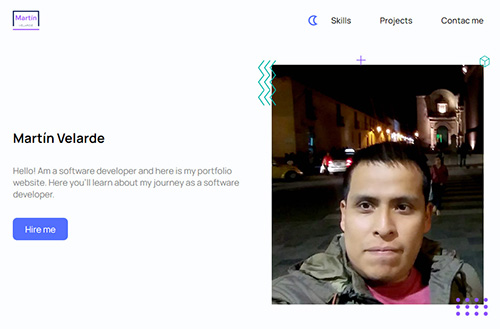 Martín
Skills
Projects
Contac me
Martín Velarde
Hello! Am a software developer and here is my portfolio
website. Here you'll learn about my journey as a software
developer.
Hire me